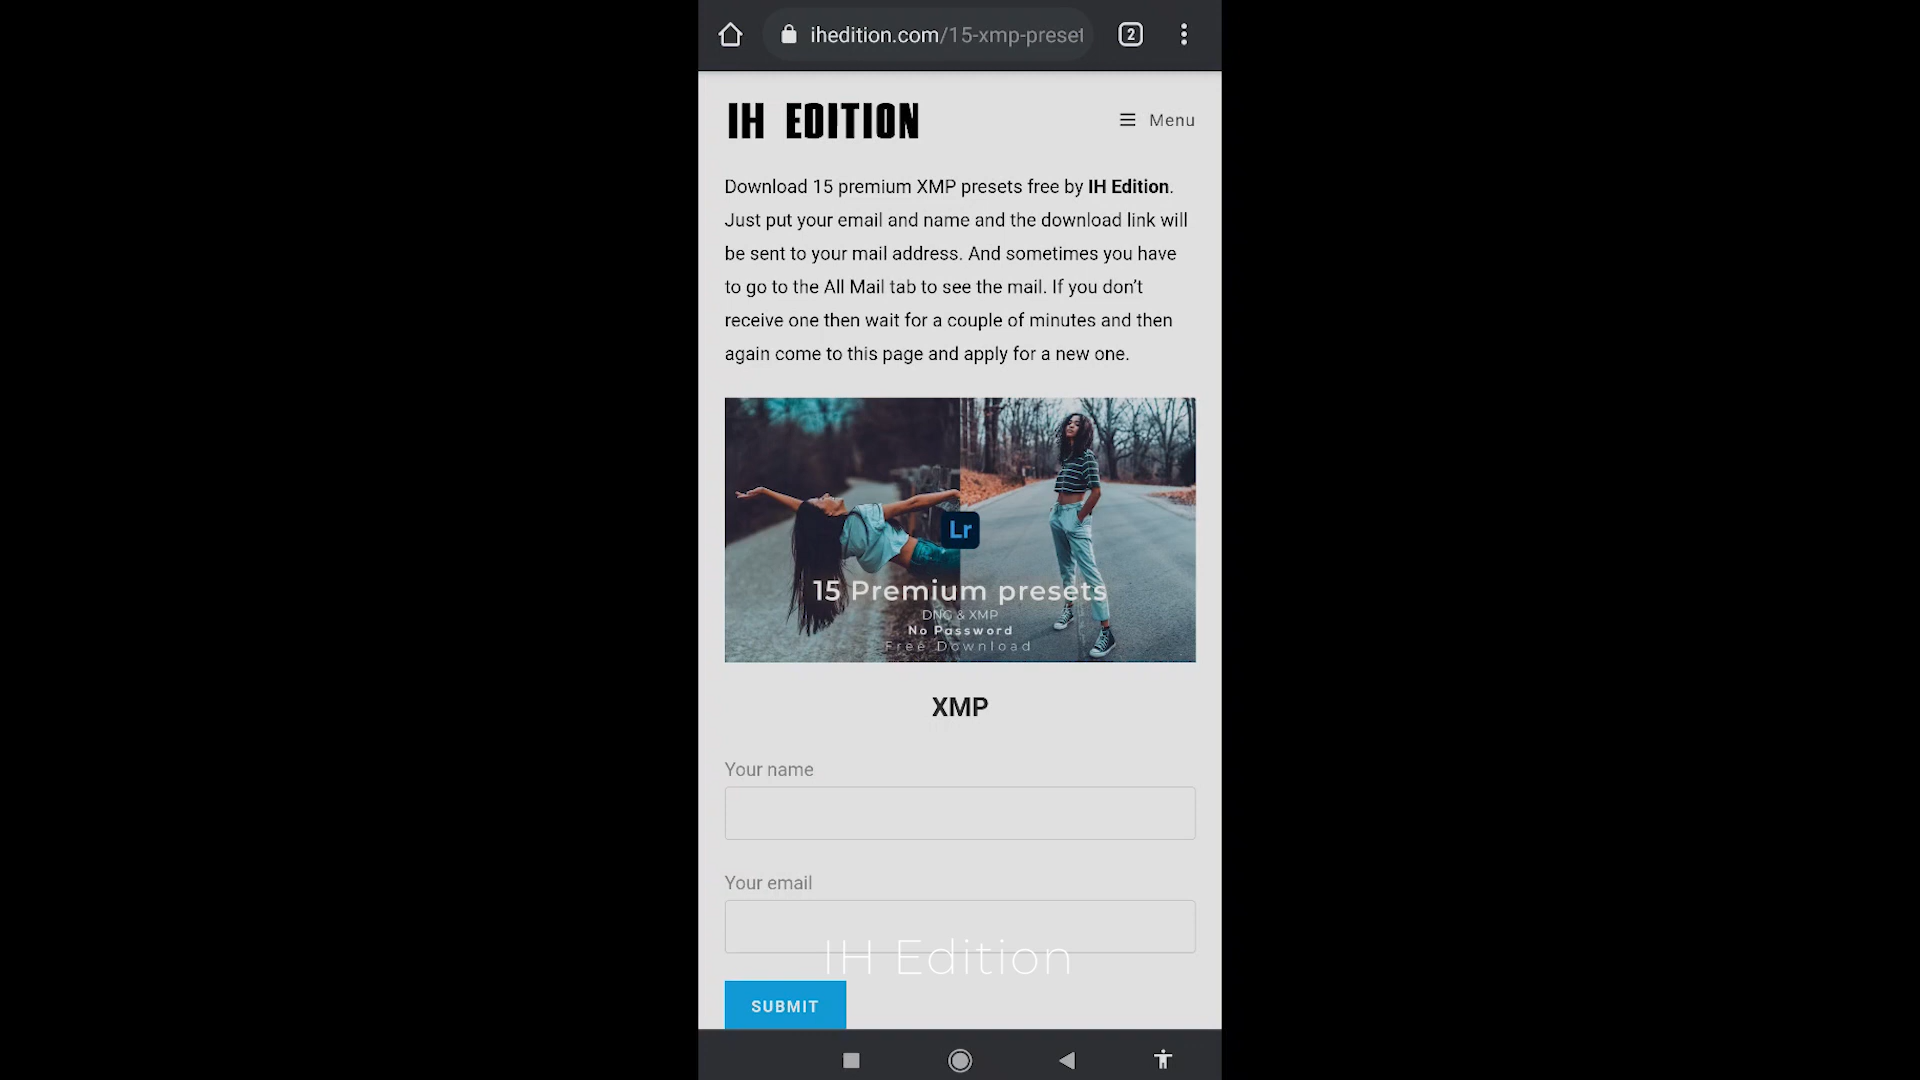 ihedition.com/15-xmp-preset
2
IH EDITION
Menu
Download 15 premium XMP presets free by IH Edition.
Just put your email and name and the download link will
be sent to your mail address. And sometimes you have
to go to the All Mail tab to see the mail. If you don't
receive one then wait for a couple of minutes and then
again come to this page and apply for a new one.
Lr
15 Premium presets
DNG & XMP
No Password
Free Download
XMP
Your name
Your email
IH Edition
SUBMIT